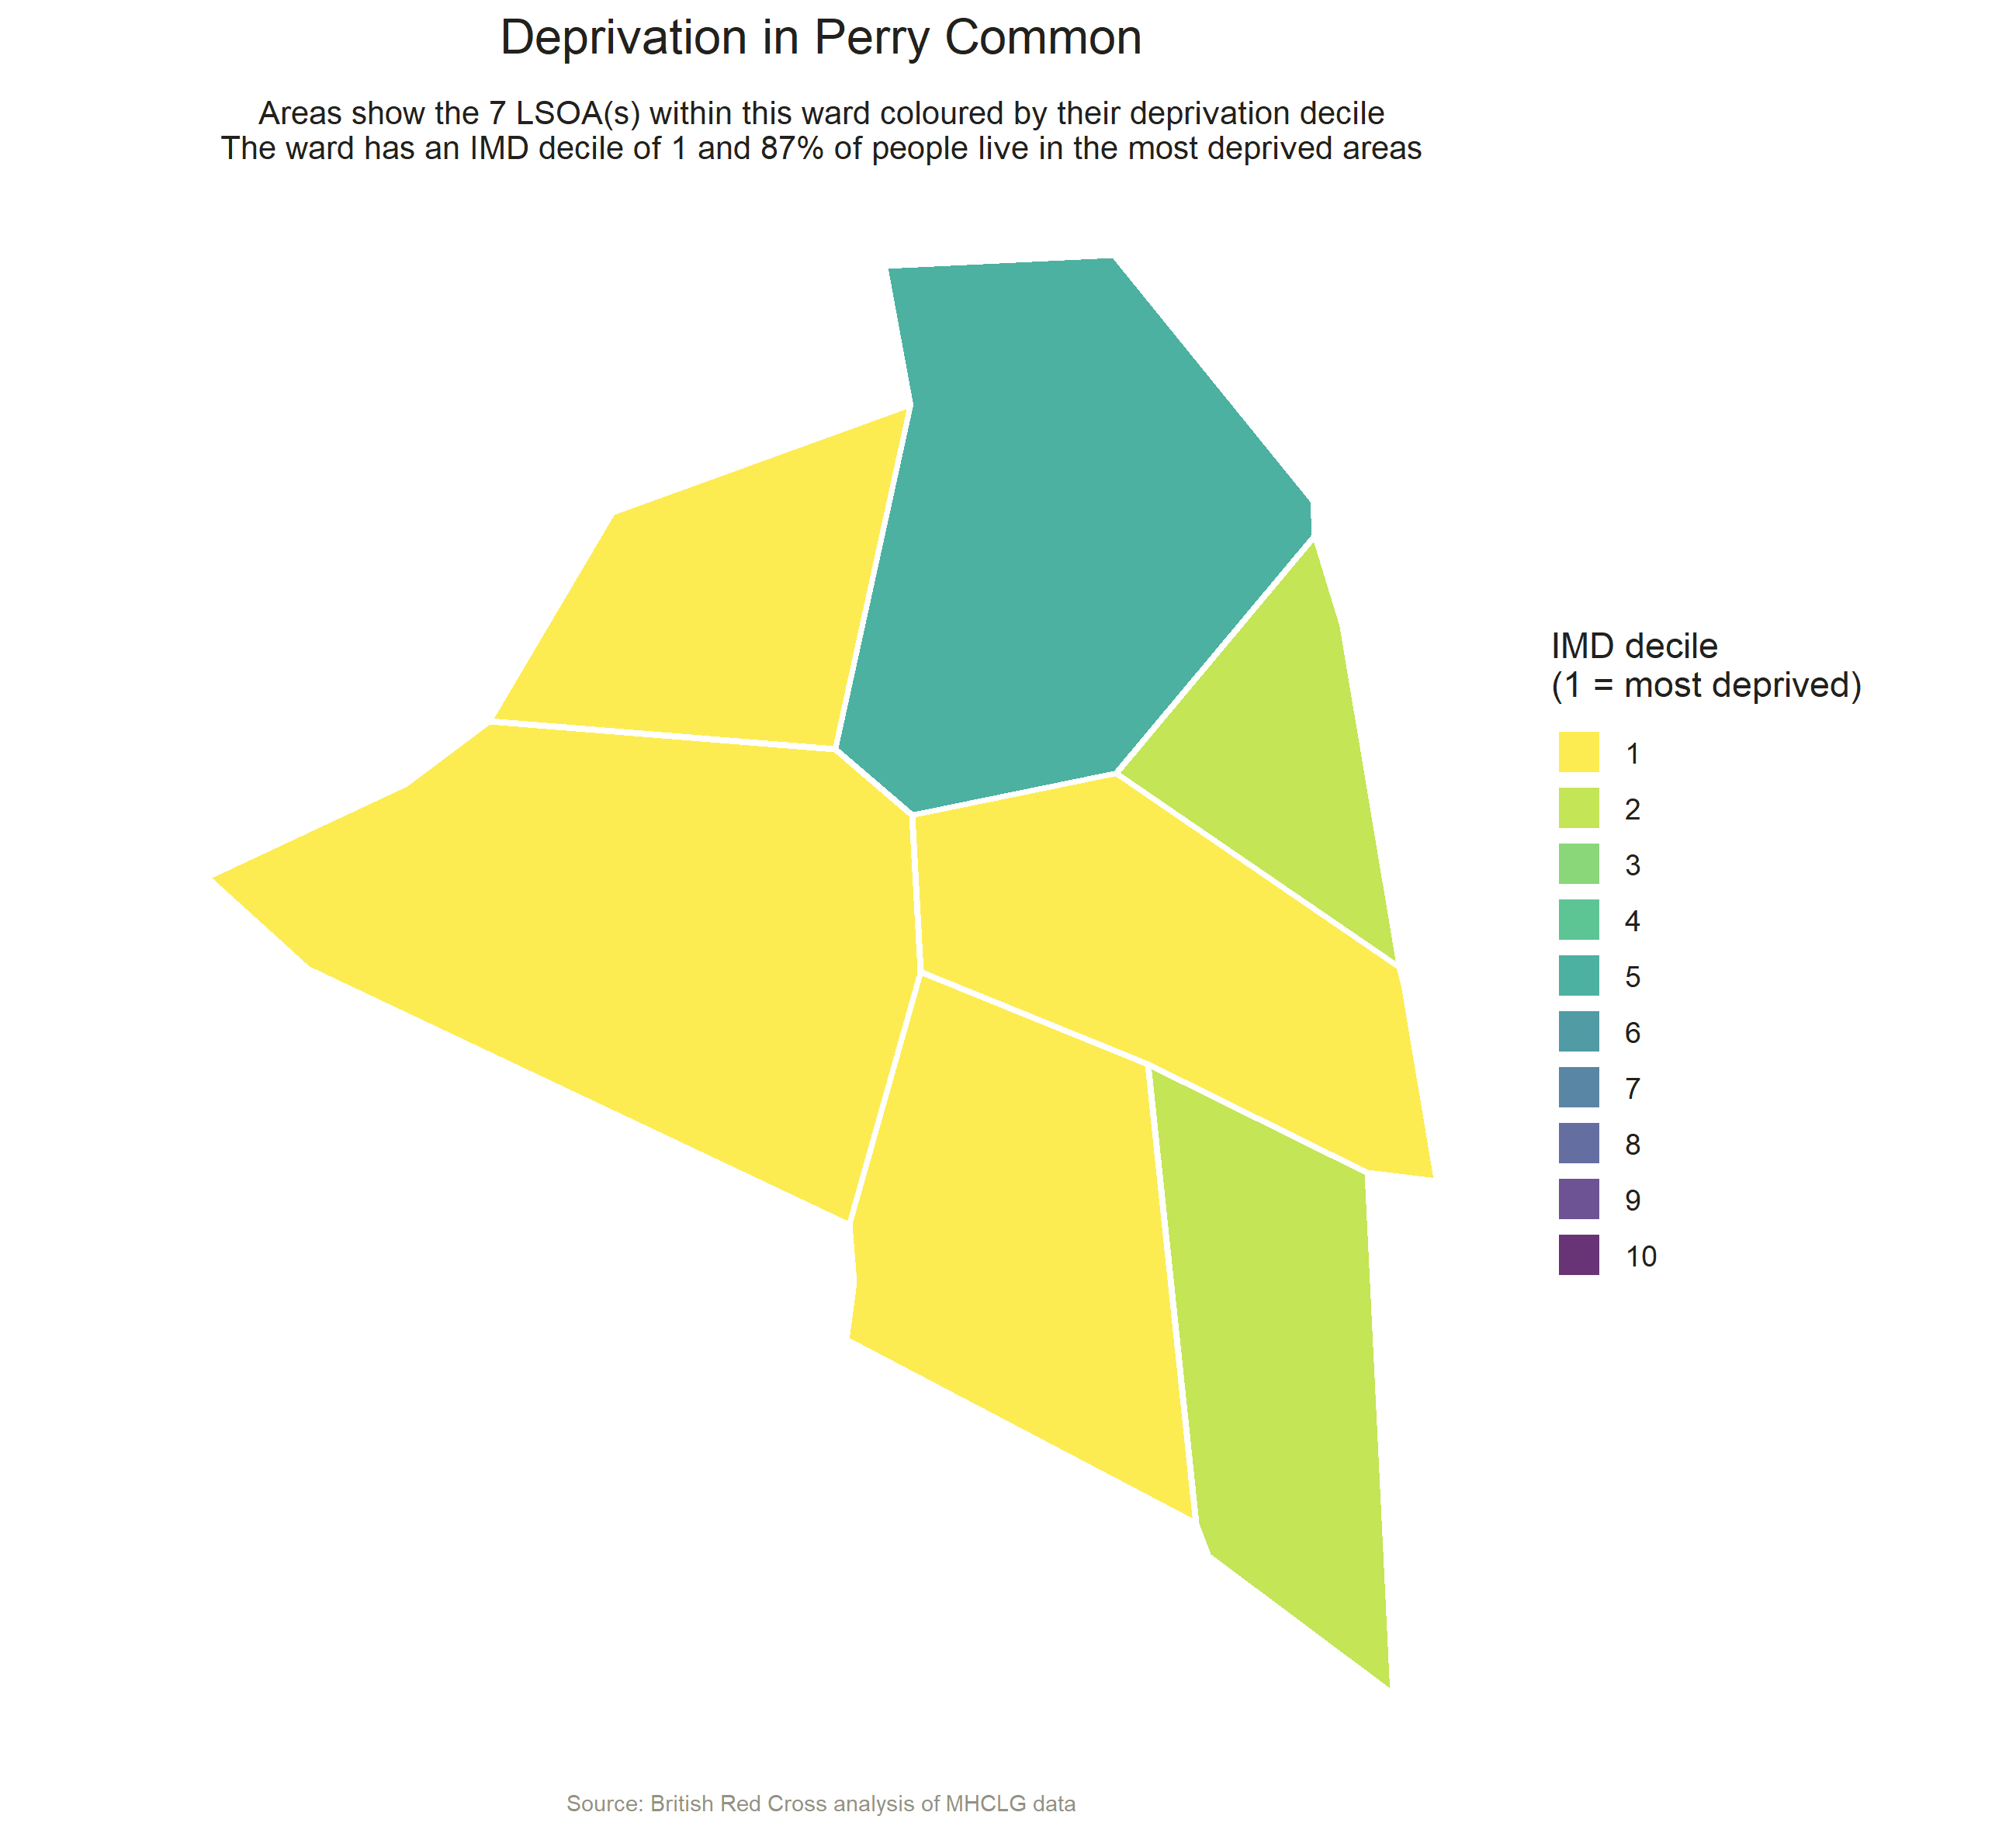 Deprivation in Perry Common
Areas show the 7 LSOA(s) within this ward coloured by their deprivation decile
The ward has an IMD decile of 1 and 87% of people live in the most deprived areas
IMD decile
(1 = most deprived)
1
2
3
4
5
6
7
8
9
10
Source: British Red Cross analysis of MHCLG data